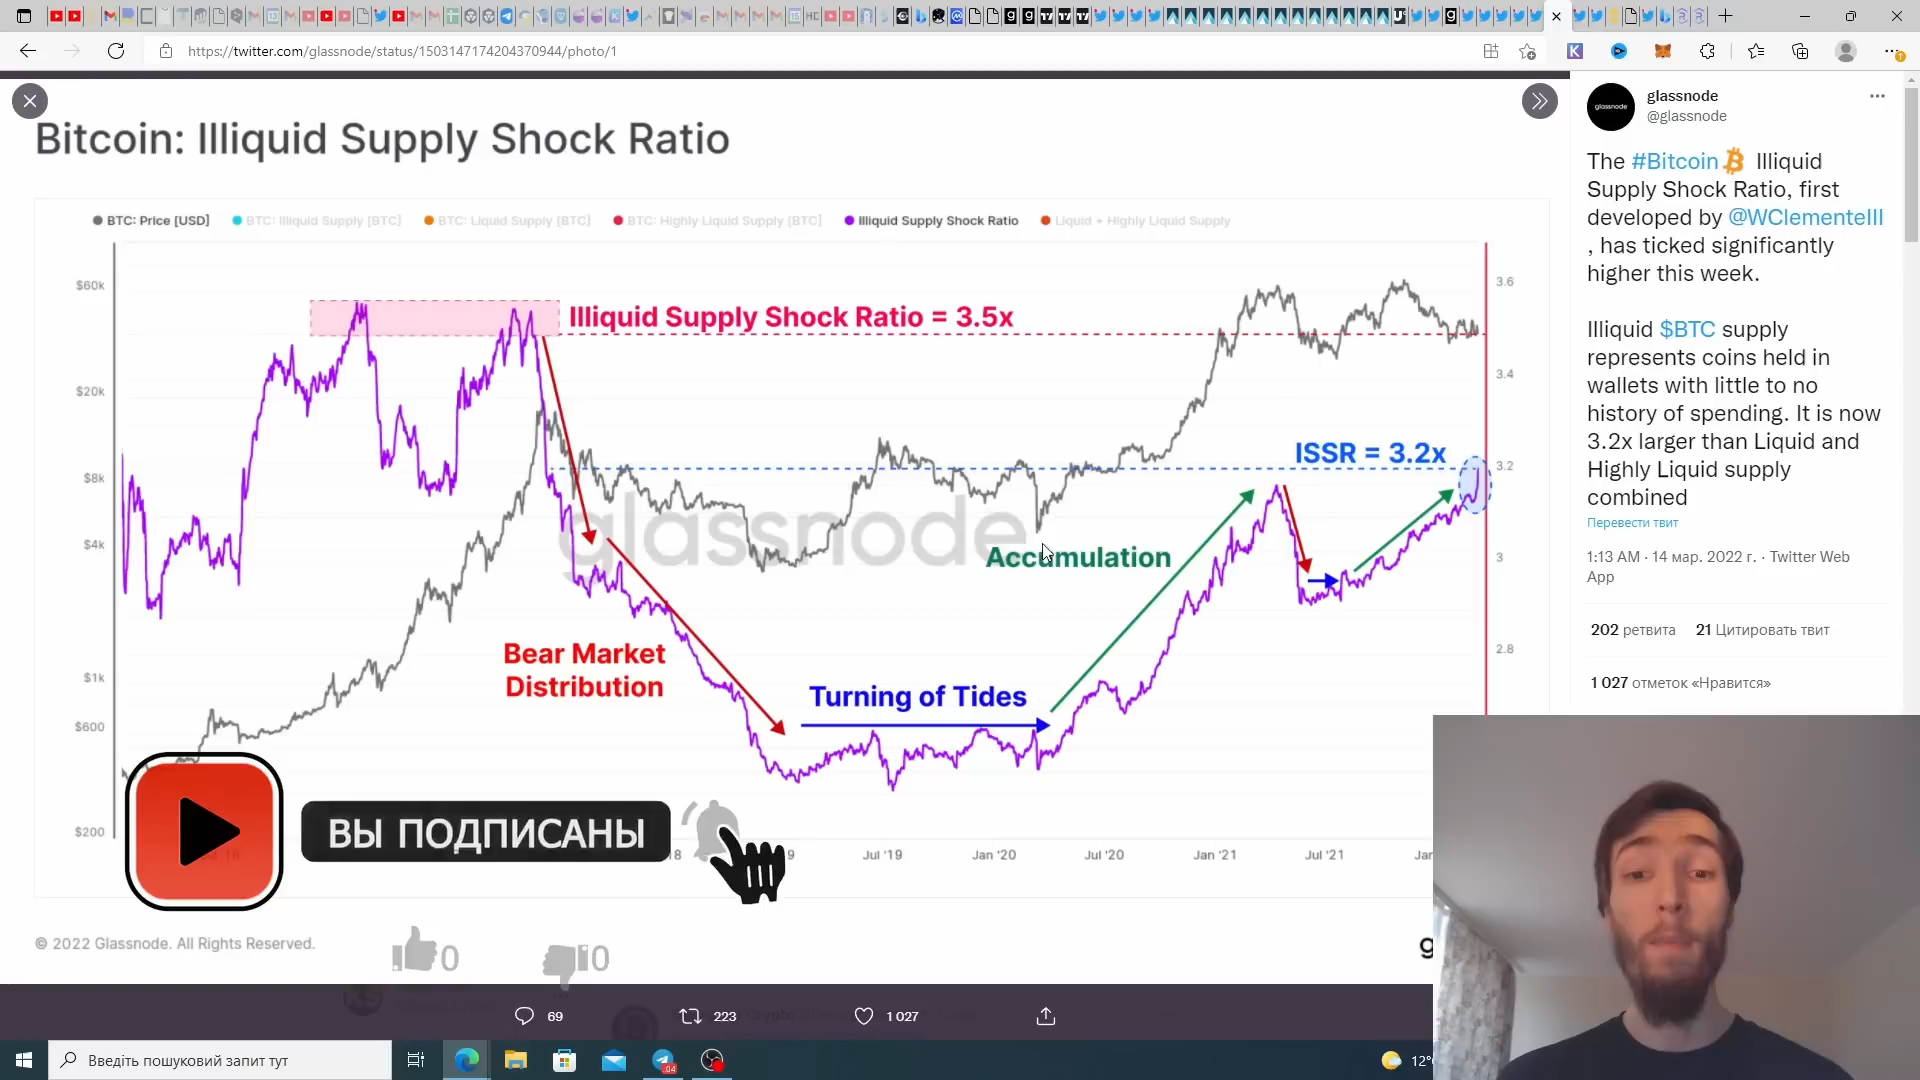 https://twitter.com/glassnode/status/1503147174204370944/photo/1
Bitcoin: Illiquid Supply Shock Ratio
BTC: Price [USD]
BTC: Illiquid Supply [BTC]
BTC: Liquid Supply [BTC]
BTC: Highly Liquid Supply [BTC]
Illiquid Supply Shock Ratio
Liquid + Highly Liquid Supply
$60k
$20k
$8k
$4k
$1k
$600
$200
3.6
3.4
3.2
3
2.8
Illiquid Supply Shock Ratio = 3.5x
ISSR = 3.2x
glassnode
Accumulation
Bear Market
Distribution
Turning of Tides
Jul '19
Jan '20
Jul '20
Jan '21
Jul '21
ВЫ ПОДПИСАНЫ
© 2022 Glassnode. All Rights Reserved.
0
0
69
223
1 027
glassnode
glassnode
@glassnode
The #Bitcoin Illiquid
Supply Shock Ratio, first
developed by @WClementeIII
, has ticked significantly
higher this week.
Illiquid $BTC supply
represents coins held in
wallets with little to no
history of spending. It is now
3.2x larger than Liquid and
Highly Liquid supply
combined
Перевести твит
1:13 AM · 14 мар. 2022 г. · Twitter Web
App
202 ретвита 21 Цитировать твит
1 027 отметок «Нравится»
Введіть пошуковий запит тут
12°